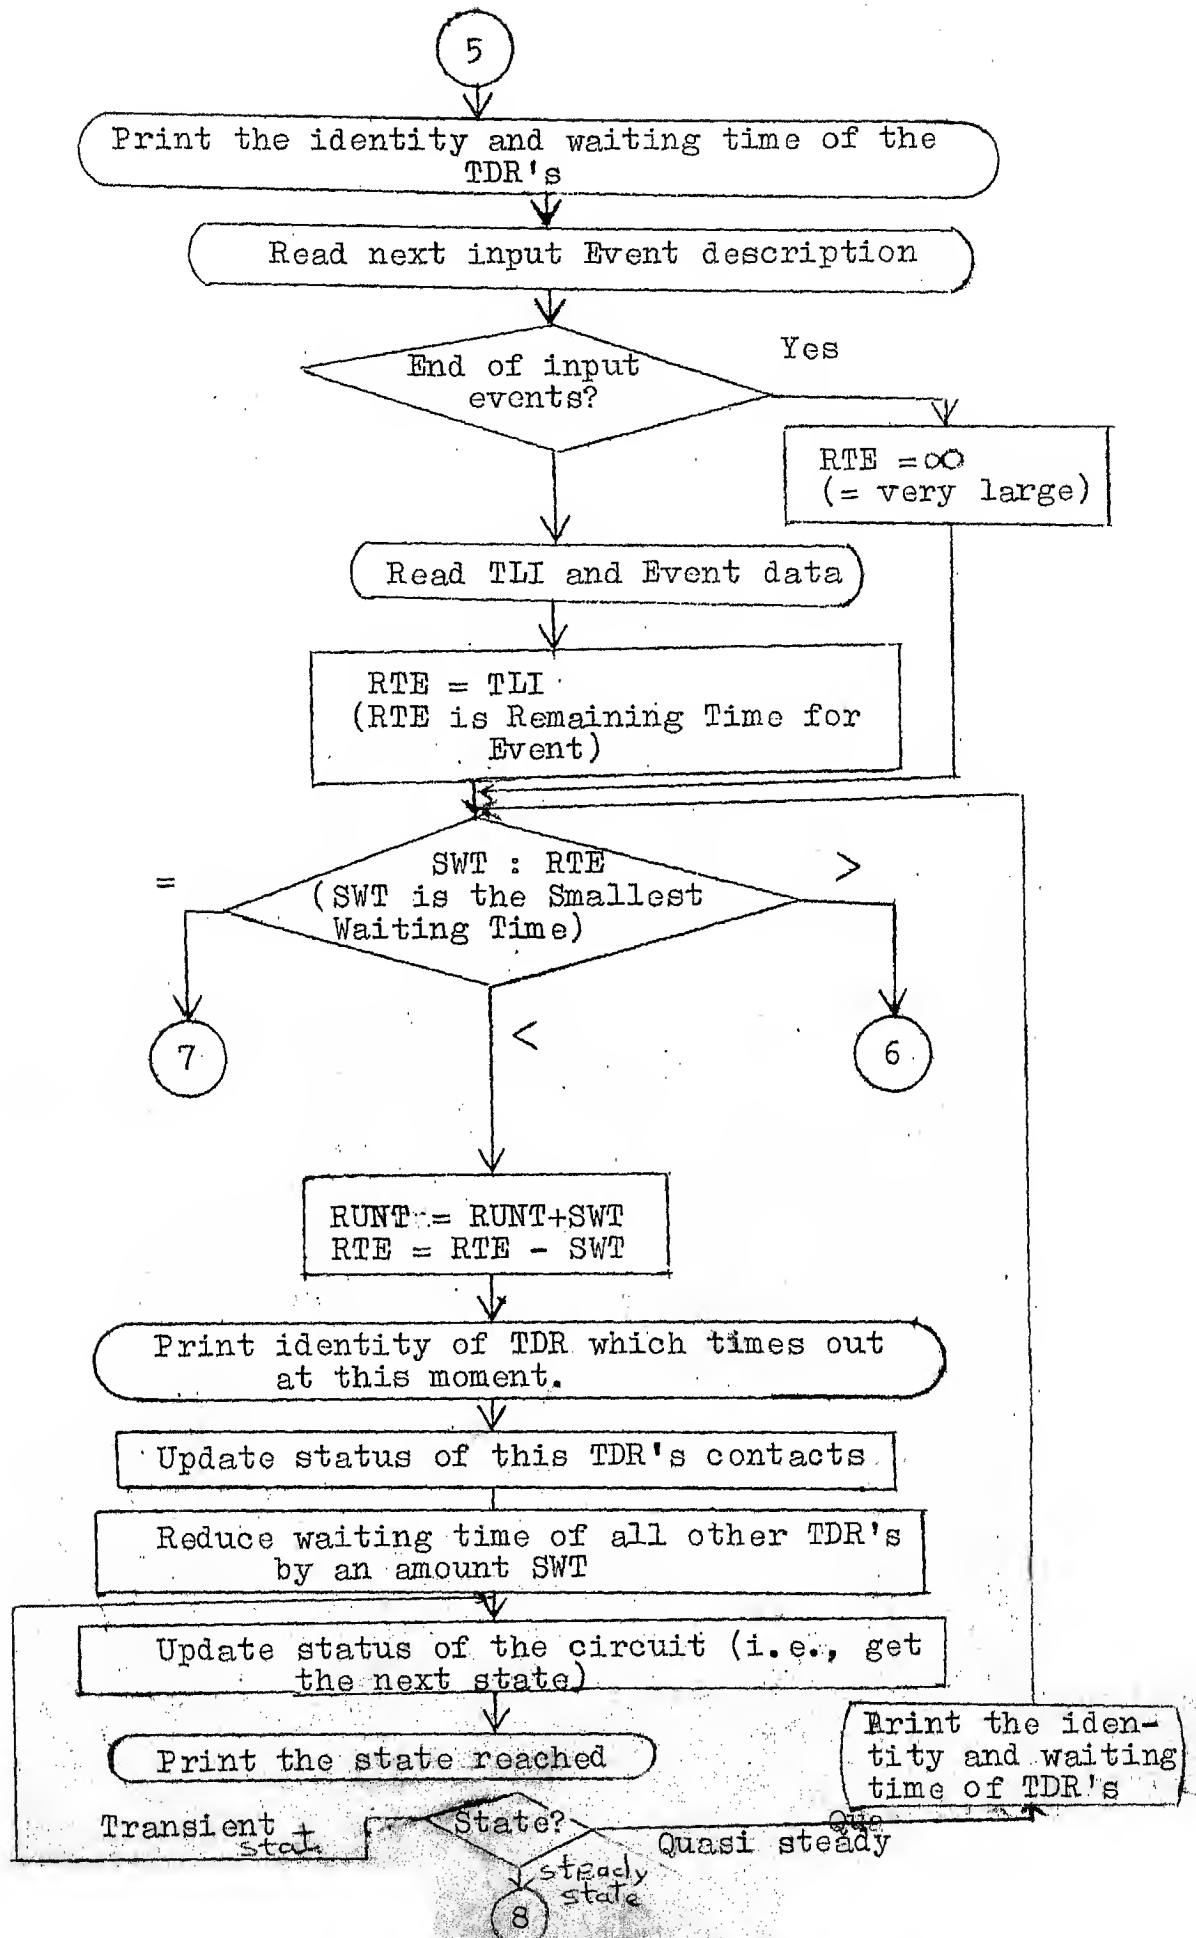 5
Print the identity and waiting time of the
TDR's
Read next input Event description
End of input
events?
Yes
RTE =∞
(= very large)
Read TLI and Event data
RTE = TLI
(RTE is Remaining Time for
Event)
SWT : RTE
(SWT is the Smallest
Waiting Time)
=
>
7
<
6
RUNT = RUNT+SWT
RTE = RTE - SWT
Print identity of TDR which times out
at this moment.
Update status of this TDR's contacts
Reduce waiting time of all other TDR's
by an amount SWT
Update status of the circuit (i.e., get
the next state)
Print the state reached
Print the iden-
tity and waiting
time of TDR's
Transient
State?
Que
Quasi steady
steady
state
8